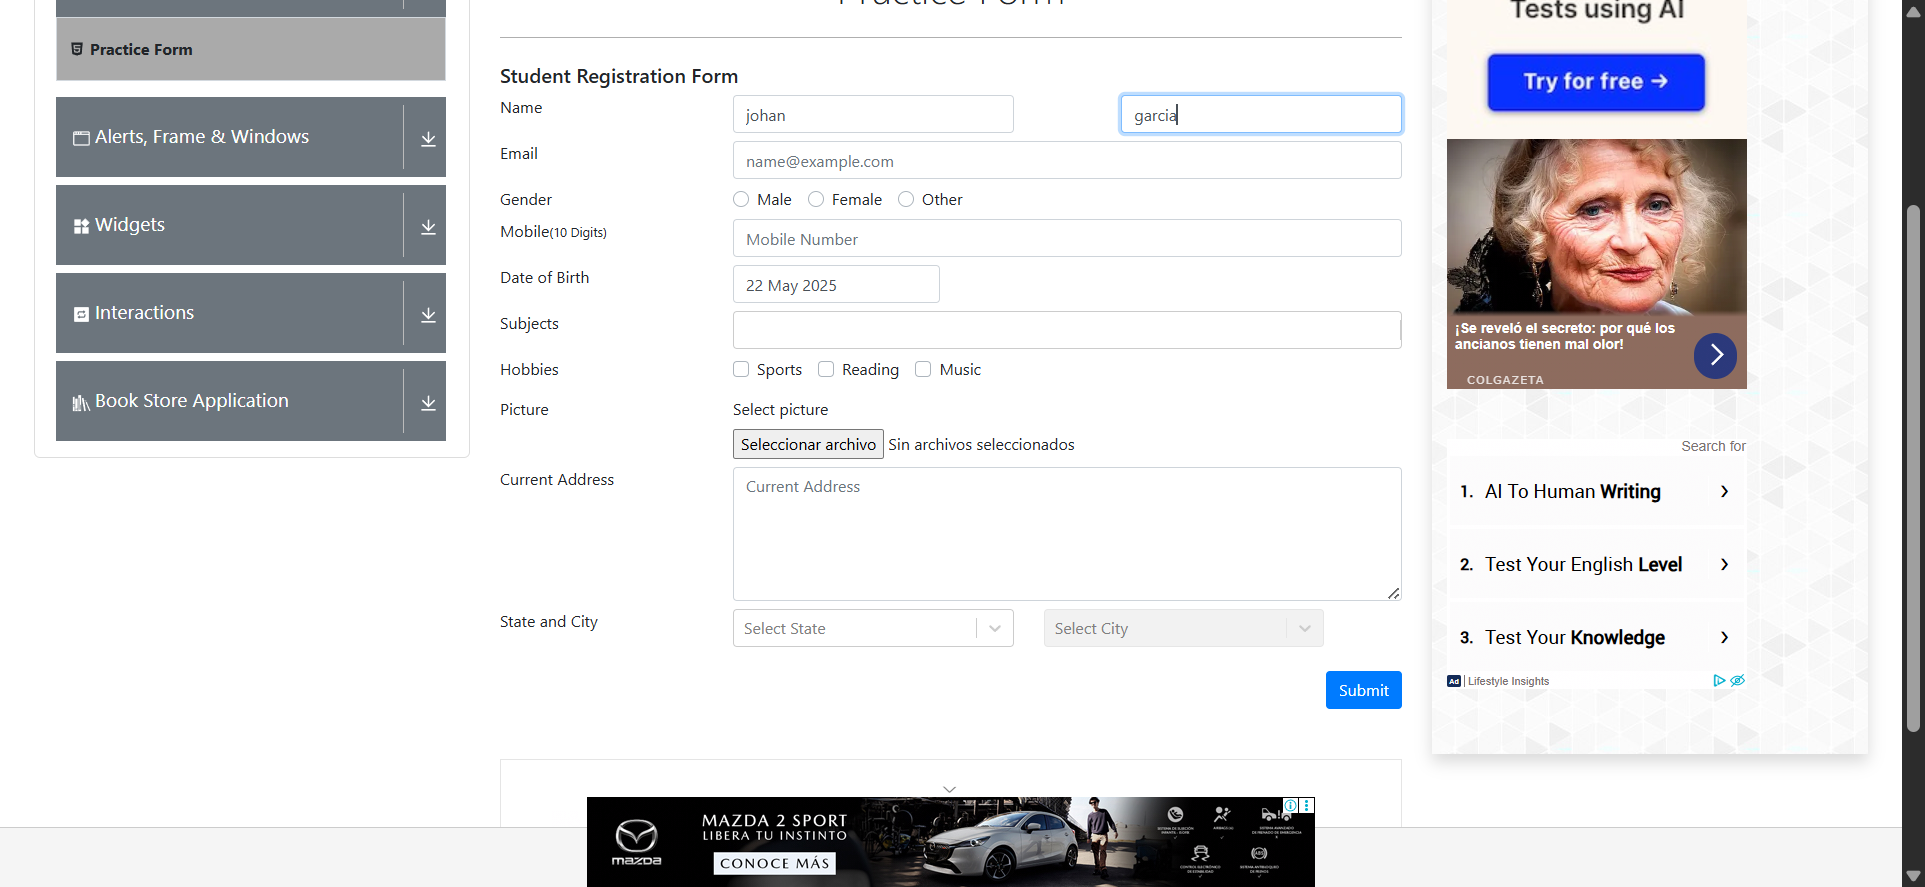 Practice Form
Practice Form
Alerts, Frame & Windows
Widgets
Interactions
Book Store Application
Student Registration Form
Name
johan
garcia
Email
name@example.com
Gender
Male
Female
Other
Mobile(10 Digits)
Mobile Number
Date of Birth
22 May 2025
Subjects
Hobbies
Sports
Reading
Music
Picture
Select picture
Seleccionar archivo Sin archivos seleccionados
Current Address
Current Address
State and City
Select State
Select City
Submit
Tests using AI
Try for free →
¡Se reveló el secreto: por qué los
ancianos tienen mal olor!
COLGAZETA
Search for
1. AI To Human Writing
2. Test Your English Level
3. Test Your Knowledge
Ad | Lifestyle Insights
mazda
MAZDA 2 SPORT
LIBERA TU INSTINTO
CONOCE MÁS